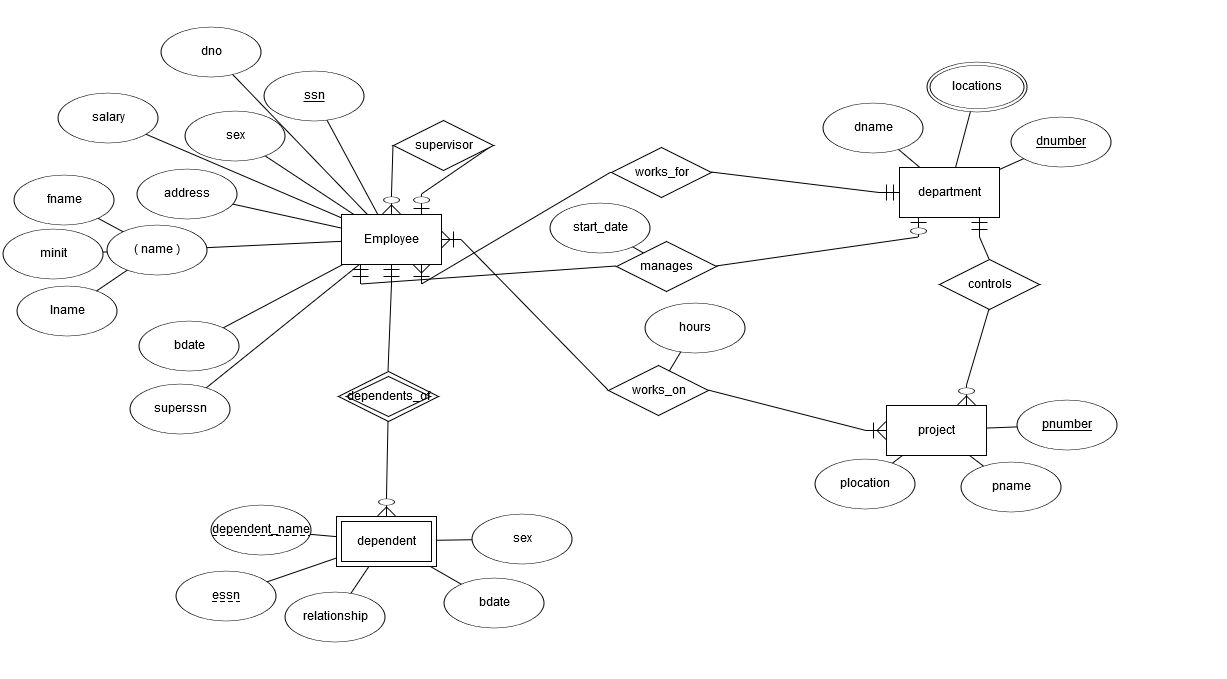 dno
ssn
locations
salary
sex
supervisor
dname
dnumber
works_for
fname
address
department
start_date
Employee
minit
( name )
manages
controls
lname
hours
bdate
dependents_of
works_on
superssn
project
pnumber
plocation
pname
dependent_name
dependent
sex
essn
relationship
bdate